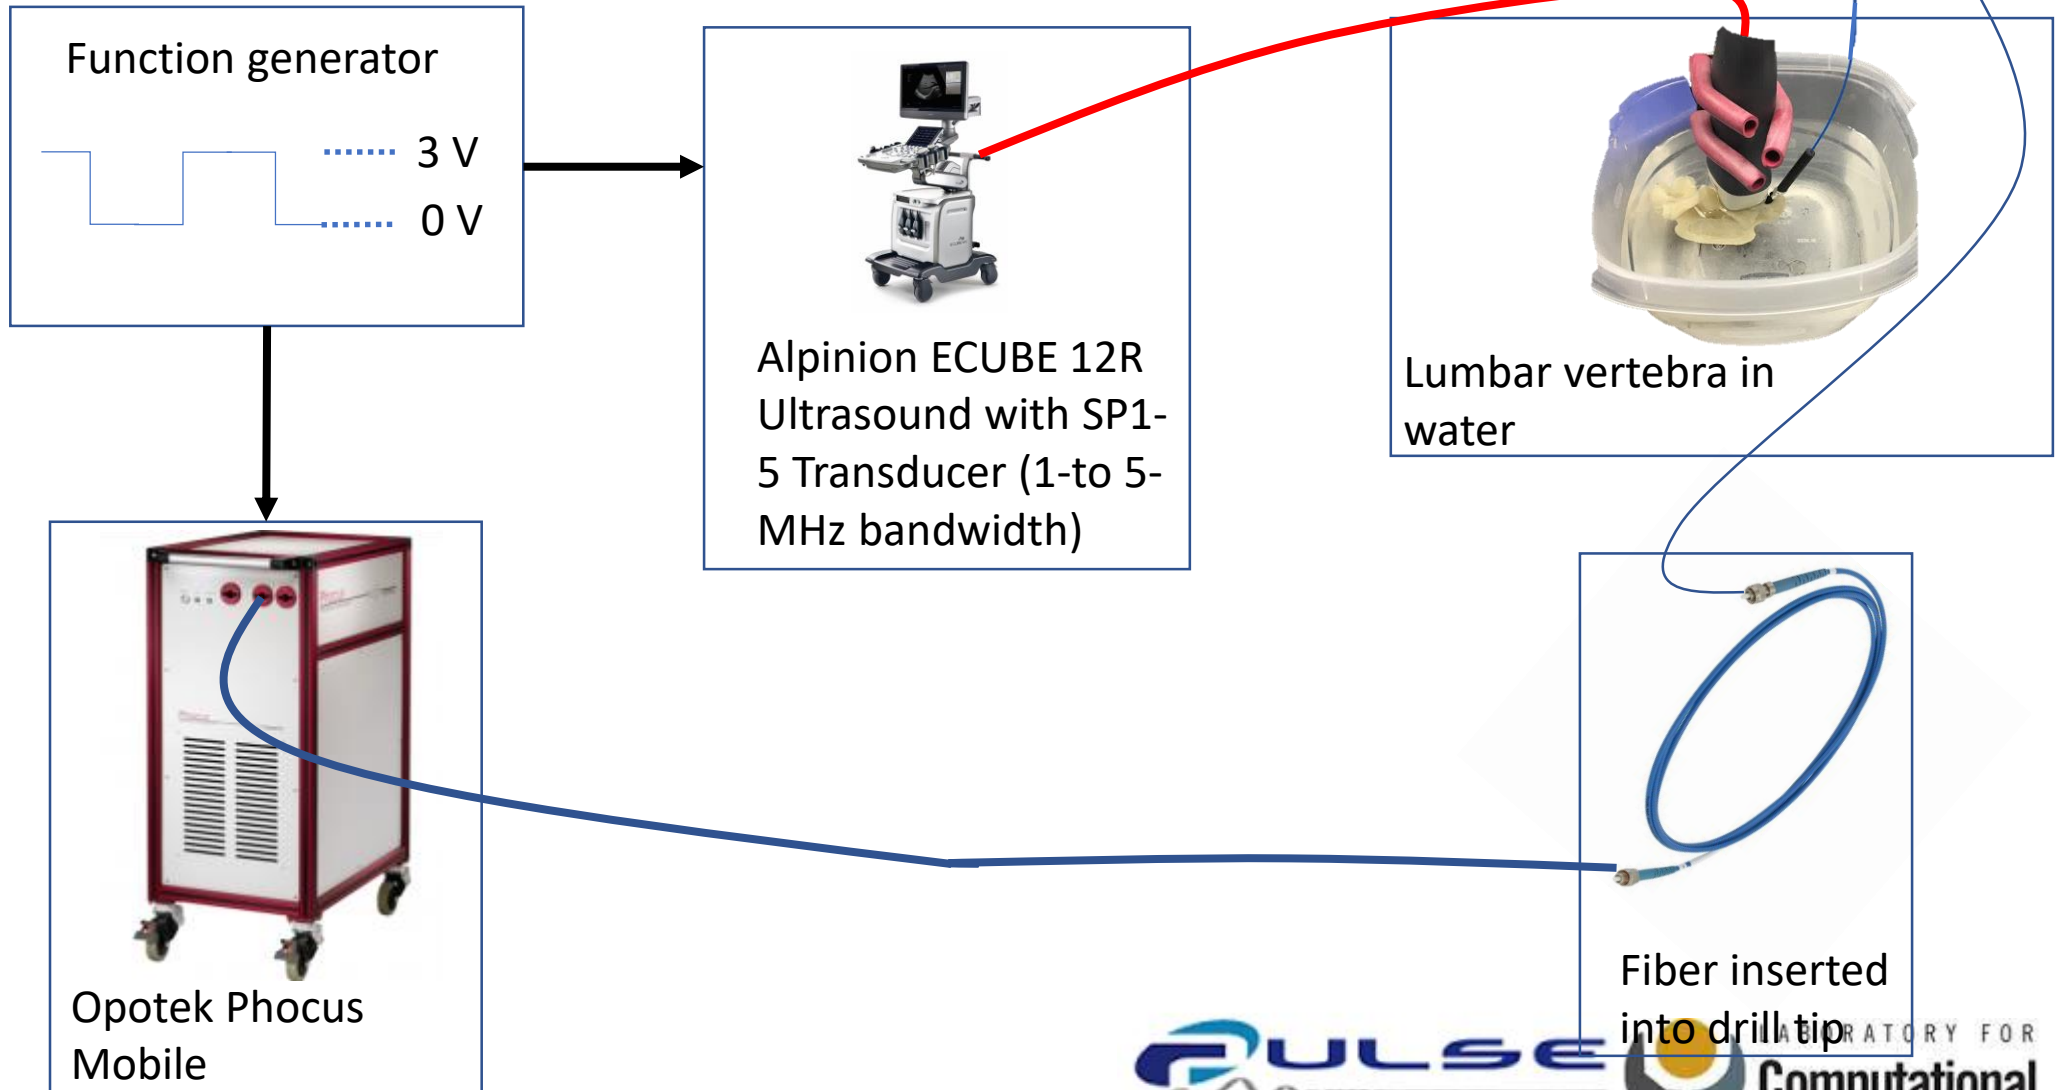 Function generator
3 V
0 V
Alpinion ECUBE 12R
Ultrasound with SP1-
5 Transducer (1-to 5-
MHz bandwidth)
Lumbar vertebra in
water
Opotek Phocus
Mobile
Fiber inserted
into drill tip
PULSE
LABORATORY FOR
Computational